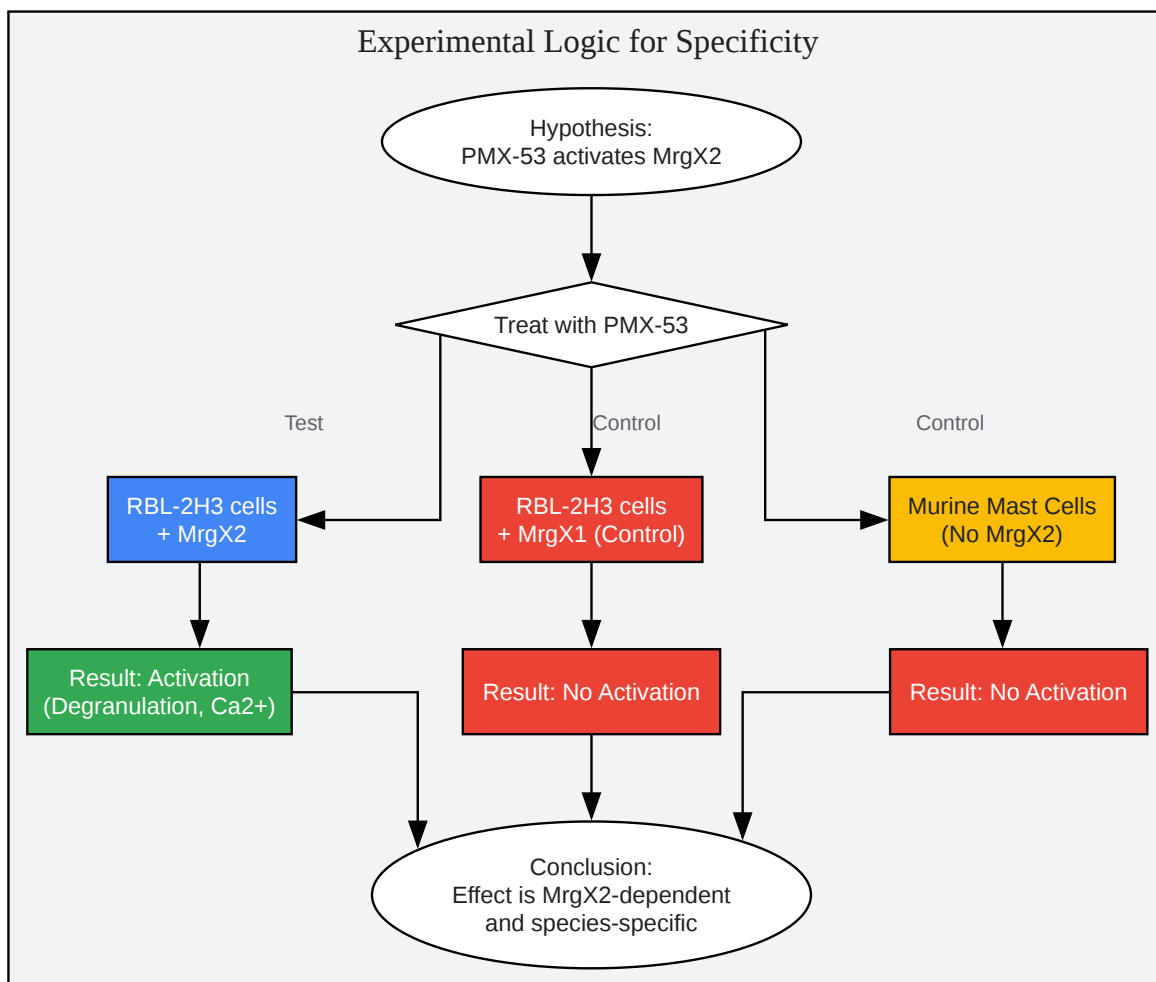 Experimental Logic for Specificity
Hypothesis:
PMX-53 activates MrgX2
Treat with PMX-53
Test
Control
Control
RBL-2H3 cells
+ MrgX2
RBL-2H3 cells
+ MrgX1 (Control)
Murine Mast Cells
(No MrgX2)
Result: Activation
(Degranulation, Ca2+)
Result: No Activation
Result: No Activation
Conclusion:
Effect is MrgX2-dependent
and species-specific